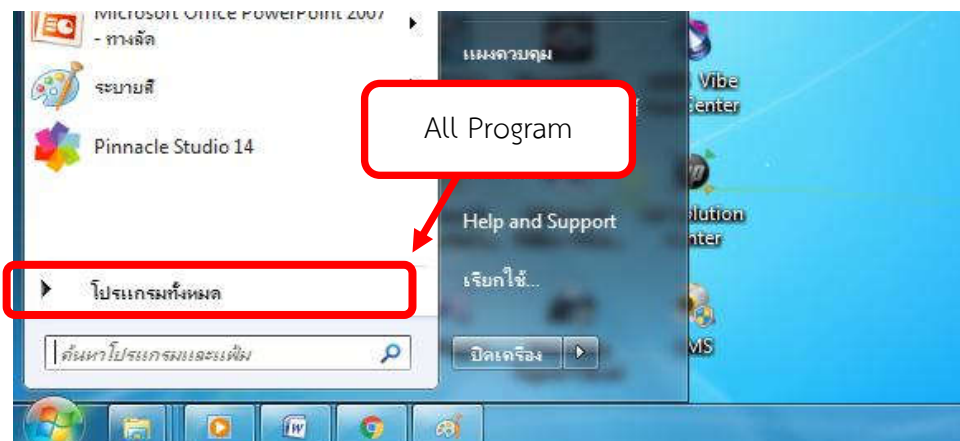 Microsoft Office PowerPoint 2007
- ทางลัด
ระบายสี
Pinnacle Studio 14
โปรแกรมทั้งหมด
ค้นหาโปรแกรมและแฟ้ม
แผงควบคุม
All Program
Help and Support
เรียกใช้...
ปิดเครื่อง
Vibe
Center
lution
nter
MS